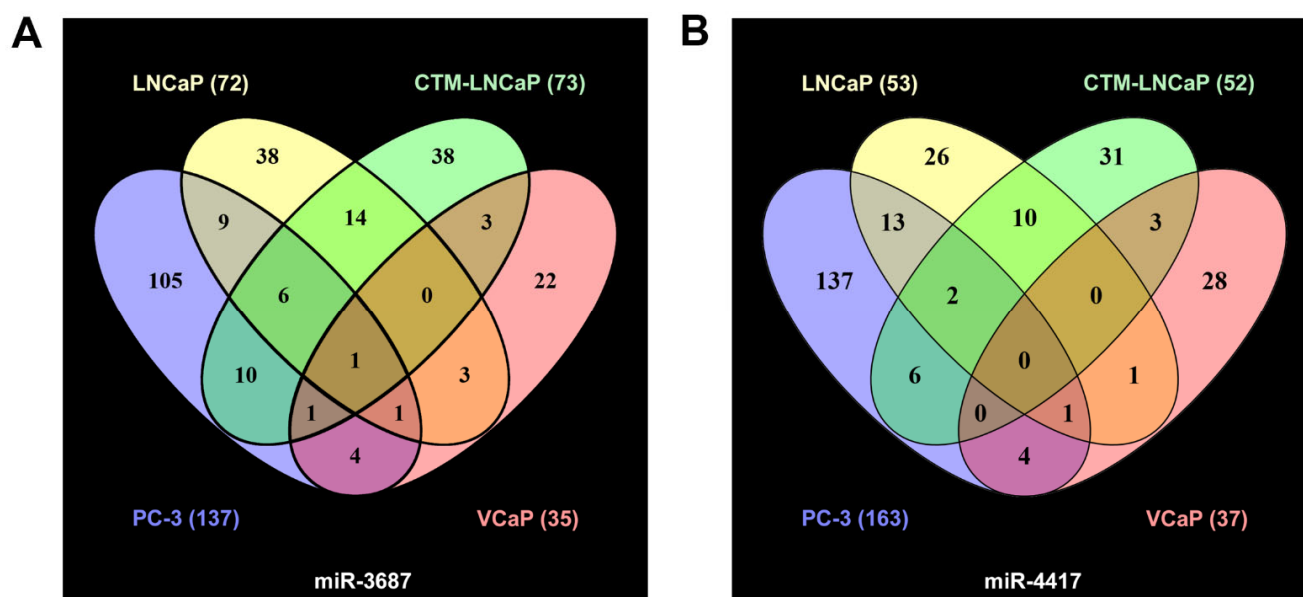 A
LNCaP (72) CTM-LNCaP (73)
38 38
9 14 3
105 6 0 22
10 1 3
1 1
4
PC-3 (137) VCaP (35)
miR-3687
B
LNCaP (53) CTM-LNCaP (52)
26 31
13 10 3
137 2 0 28
6 0 1
0 1
4
PC-3 (163) VCaP (37)
miR-4417